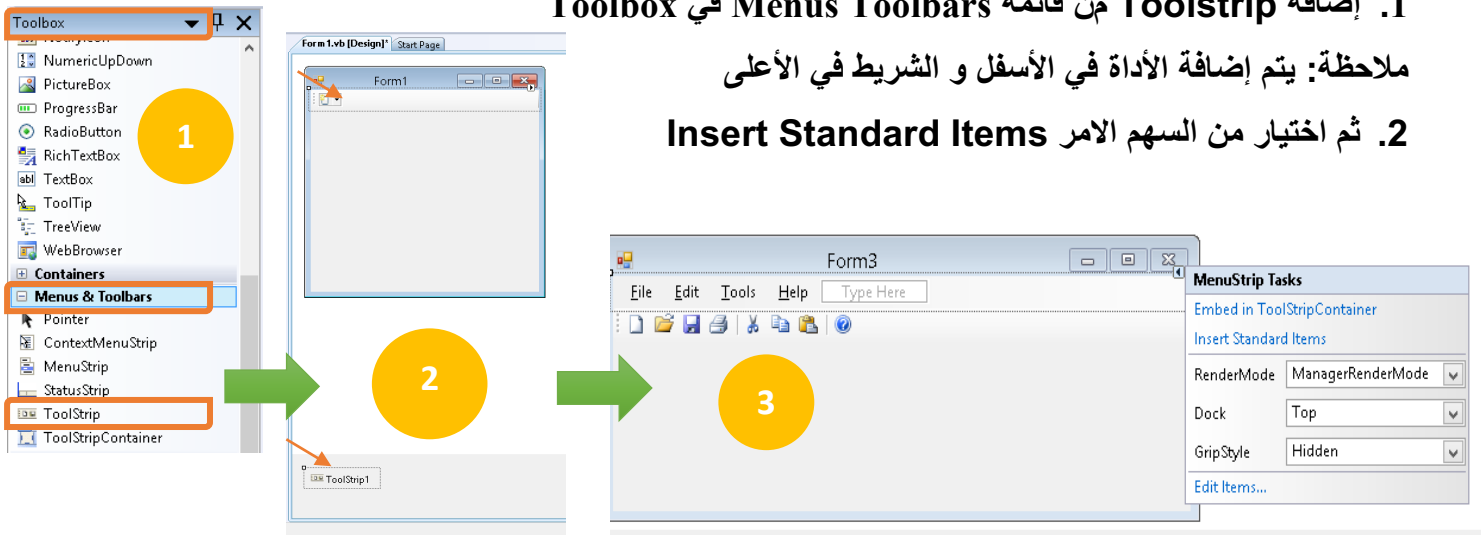 1. إضافة Toolstrip من قائمة Menus Toolbars في Toolbox
ملاحظة: يتم إضافة الأداة في الأسفل و الشريط في الأعلى
2. ثم اختيار من السهم الامر Insert Standard Items
Toolbox
NotifyIcon
NumericUpDown
PictureBox
ProgressBar
RadioButton
RichTextBox
TextBox
ToolTip
TreeView
WebBrowser
Containers
Menus & Toolbars
Pointer
ContextMenuStrip
MenuStrip
StatusStrip
ToolStrip
ToolStripContainer
1
Form1.vb [Design]* Start Page
Form1
2
ToolStrip1
Form3
File Edit Tools Help Type Here
3
MenuStrip Tasks
Embed in ToolStripContainer
Insert Standard Items
RenderMode ManagerRenderMode
Dock Top
GripStyle Hidden
Edit Items...